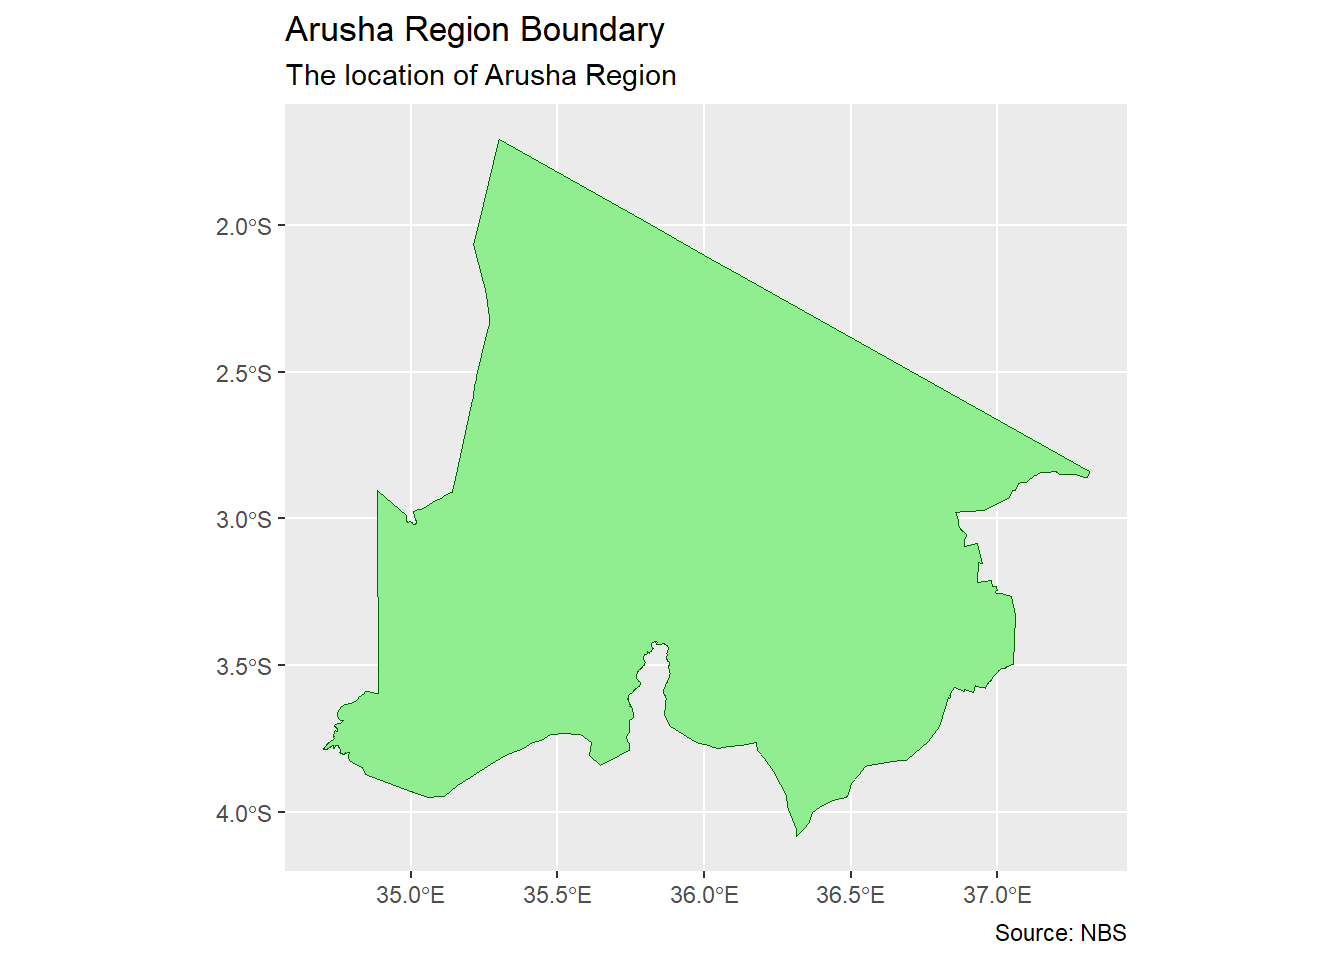 Arusha Region Boundary
The location of Arusha Region
2.0°S
2.5°S
3.0°S
3.5°S
4.0°S
35.0°E 35.5°E 36.0°E 36.5°E 37.0°E
Source: NBS